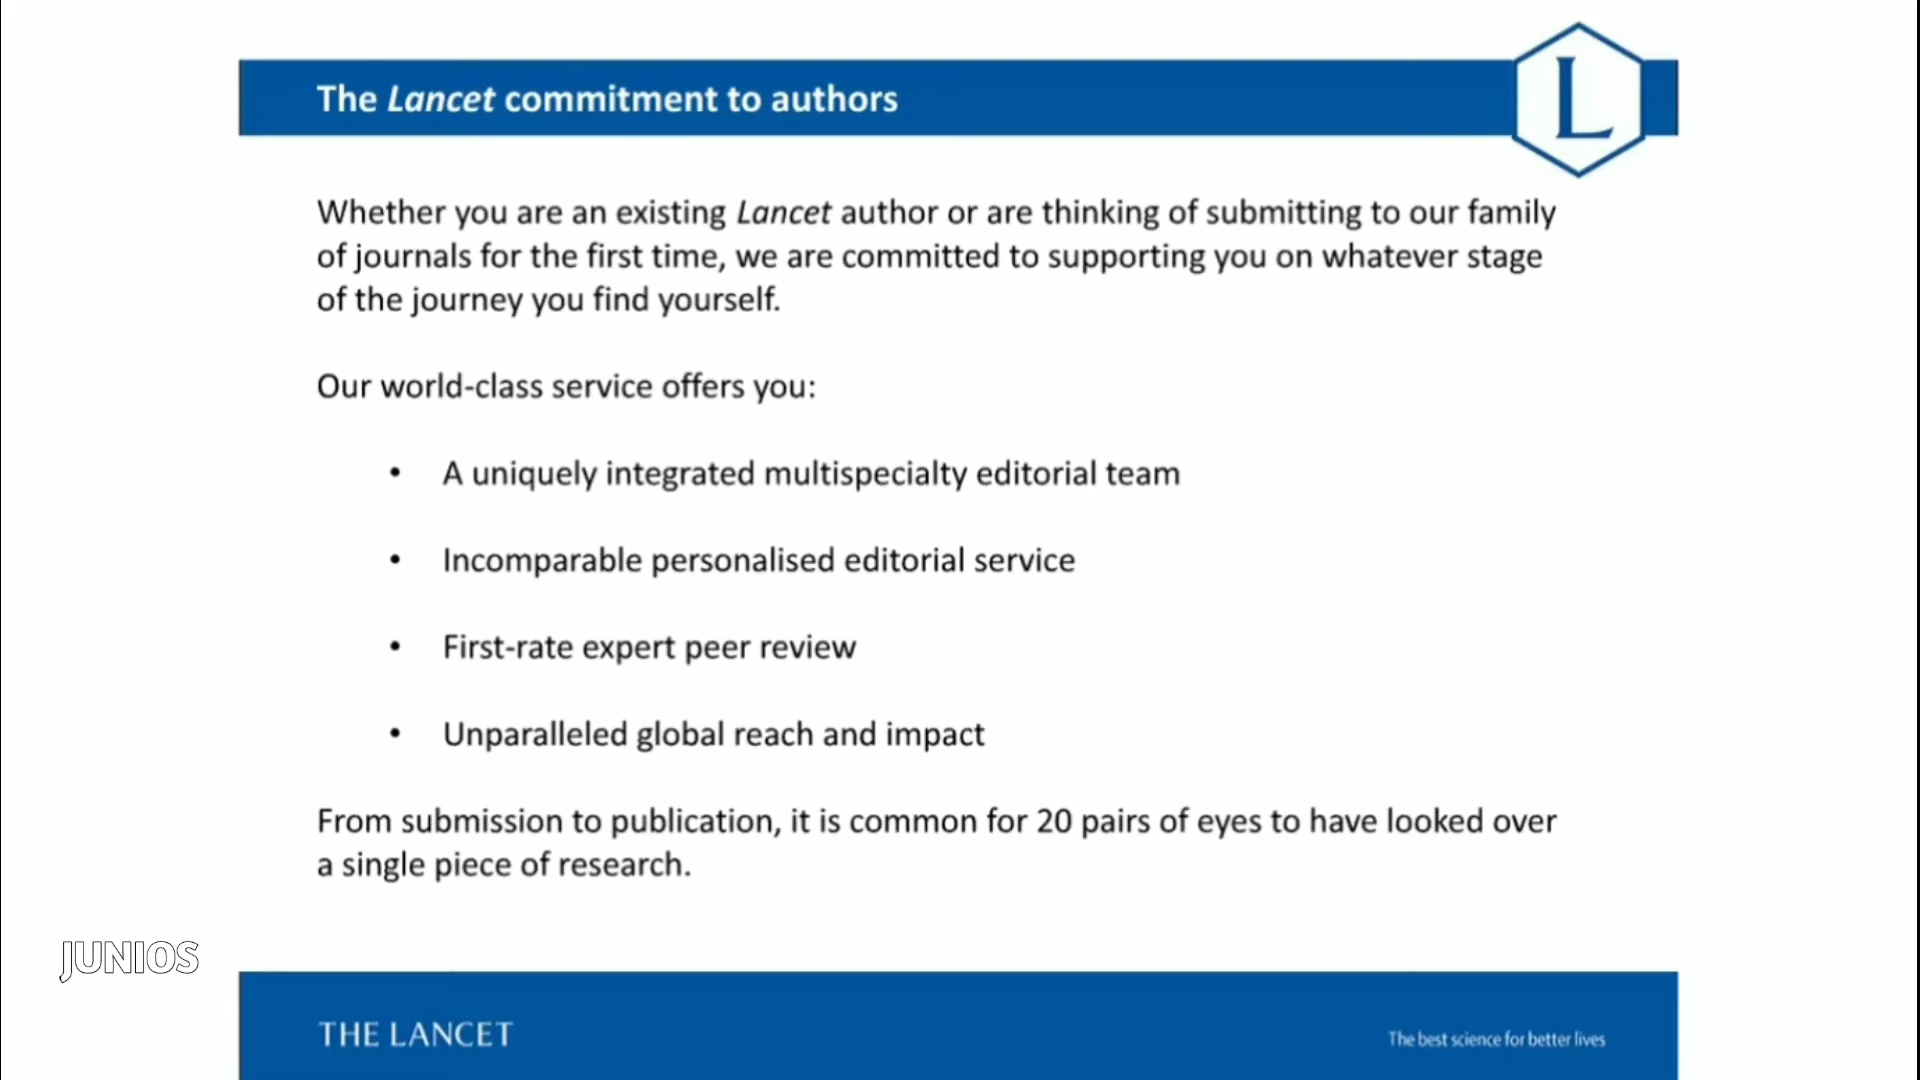 The Lancet commitment to authors
L
Whether you are an existing Lancet author or are thinking of submitting to our family
of journals for the first time, we are committed to supporting you on whatever stage
of the journey you find yourself.
Our world-class service offers you:
• A uniquely integrated multispecialty editorial team
• Incomparable personalised editorial service
• First-rate expert peer review
• Unparalleled global reach and impact
From submission to publication, it is common for 20 pairs of eyes to have looked over
a single piece of research.
JUNIOS
THE LANCET
The best science for better lives